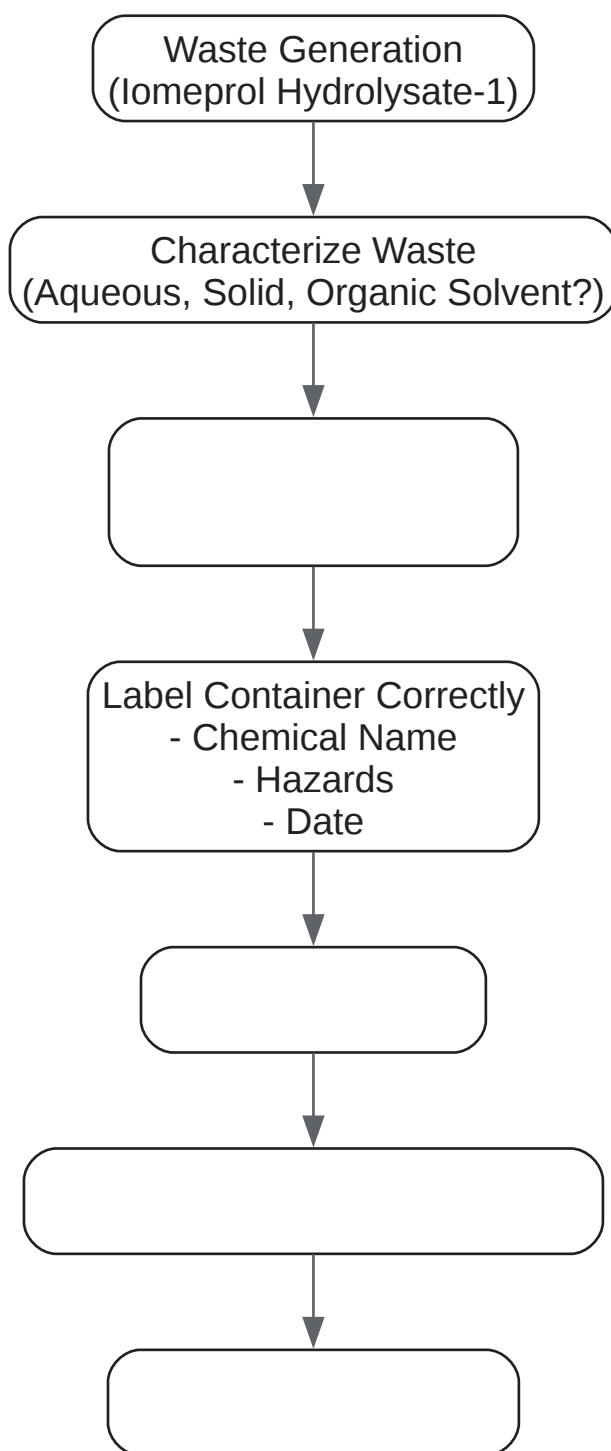 Waste Generation
(Iomeprol Hydrolysate-1)
Characterize Waste
(Aqueous, Solid, Organic Solvent?)
Label Container Correctly
- Chemical Name
- Hazards
- Date